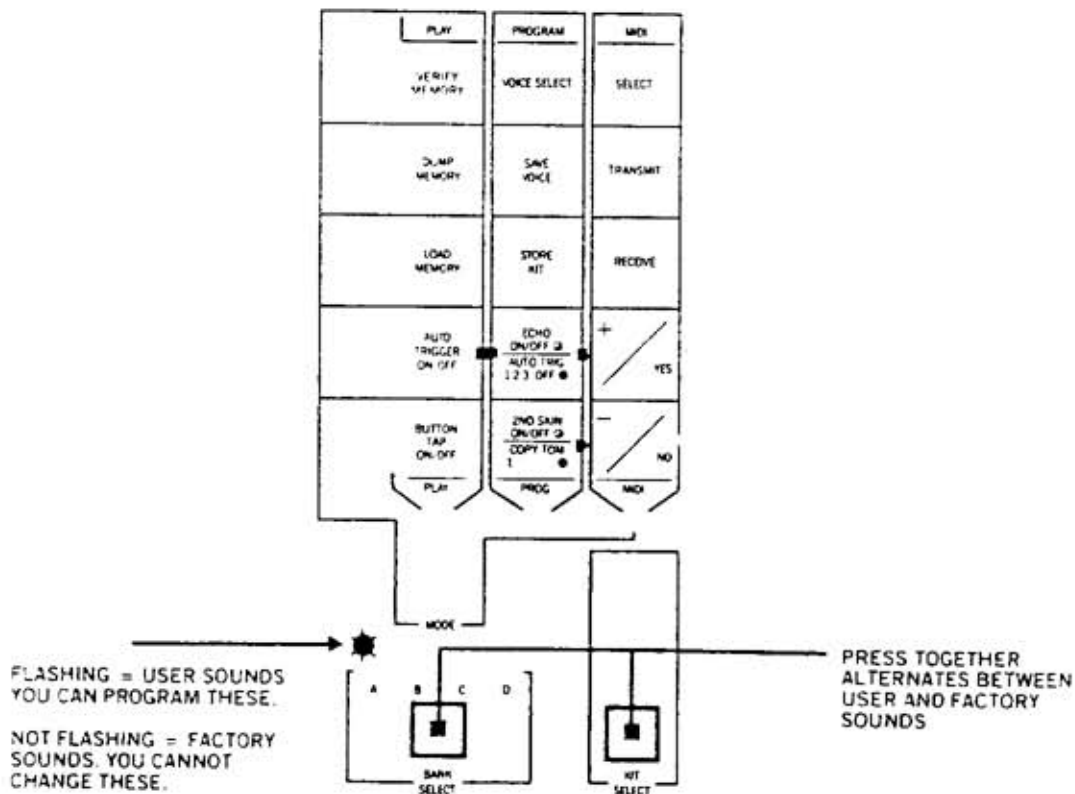 PLAY
PROGRAM
MIDI
VERIFY
MEMORY
VOICE SELECT
SELECT
DUMP
MEMORY
SAVE
VOICE
TRANSMIT
LOAD
MEMORY
STORE
KIT
RECEIVE
AUTO
TRIGGER
ON OFF
ECHO
ON/OFF
AUTO TRIG
1 2 3 OFF
+
YES
BUTTON
TAP
ON/OFF
2ND SKIN
ON/OFF
COPY TOM
1
–
NO
PLAY
PROG
MIDI
MODE
FLASHING = USER SOUNDS
YOU CAN PROGRAM THESE.
NOT FLASHING = FACTORY
SOUNDS. YOU CANNOT
CHANGE THESE.
A B C D
BANK
SELECT
KIT
SELECT
PRESS TOGETHER
ALTERNATES BETWEEN
USER AND FACTORY
SOUNDS